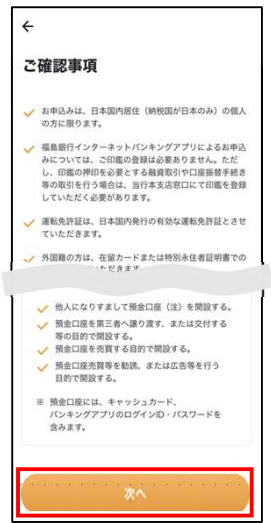 ご確認事項
お申込みは、日本国内居住（納税国が日本のみ）の個人
の方に限ります。
福島銀行インターネットバンキングアプリによるお申込
みについては、ご印鑑の登録は必要ありません。ただ
し、印鑑の押印を必要とする融資取引や口座振替手続き
等の取引を行う場合は、当行本支店窓口にて印鑑を登録
していただく必要があります。
運転免許証は、日本国内発行の有効な運転免許証とさせ
ていただきます。
外国籍の方は、在留カードまたは特別永住者証明書での
ただきます
他人になりすまして預金口座（注）を開設する。
預金口座を第三者へ譲り渡す、または交付する
等の目的で開設する。
預金口座を売買する目的で開設する。
預金口座売買等を勧誘、または広告等を行う
目的で開設する。
※ 預金口座には、キャッシュカード、
バンキングアプリのログインID・パスワードを
含みます。
次へ